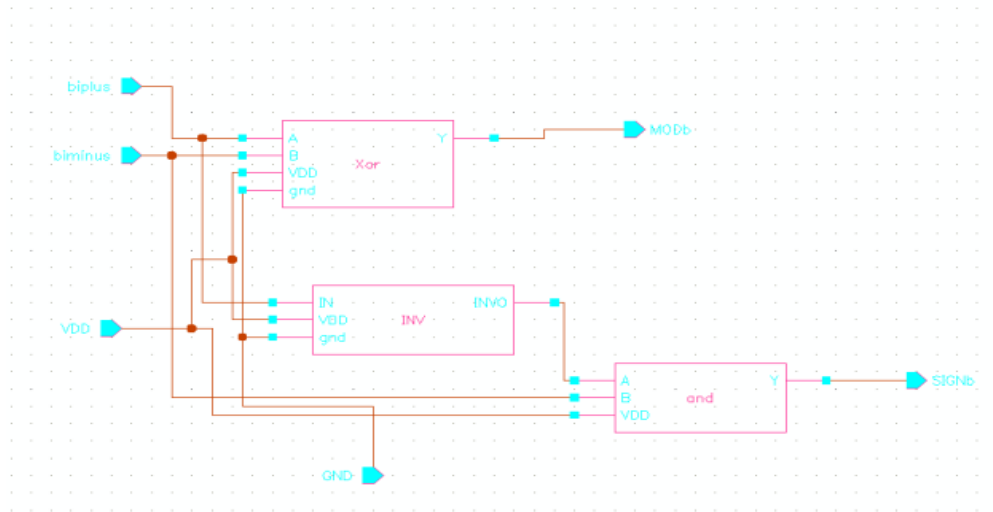 biplus
biminus
A
B
VDD
gnd
Xor
Y
MODb
VDD
IN
VDD
gnd
INV
INVO
A
B
VDD
and
Y
SIGNb
GND